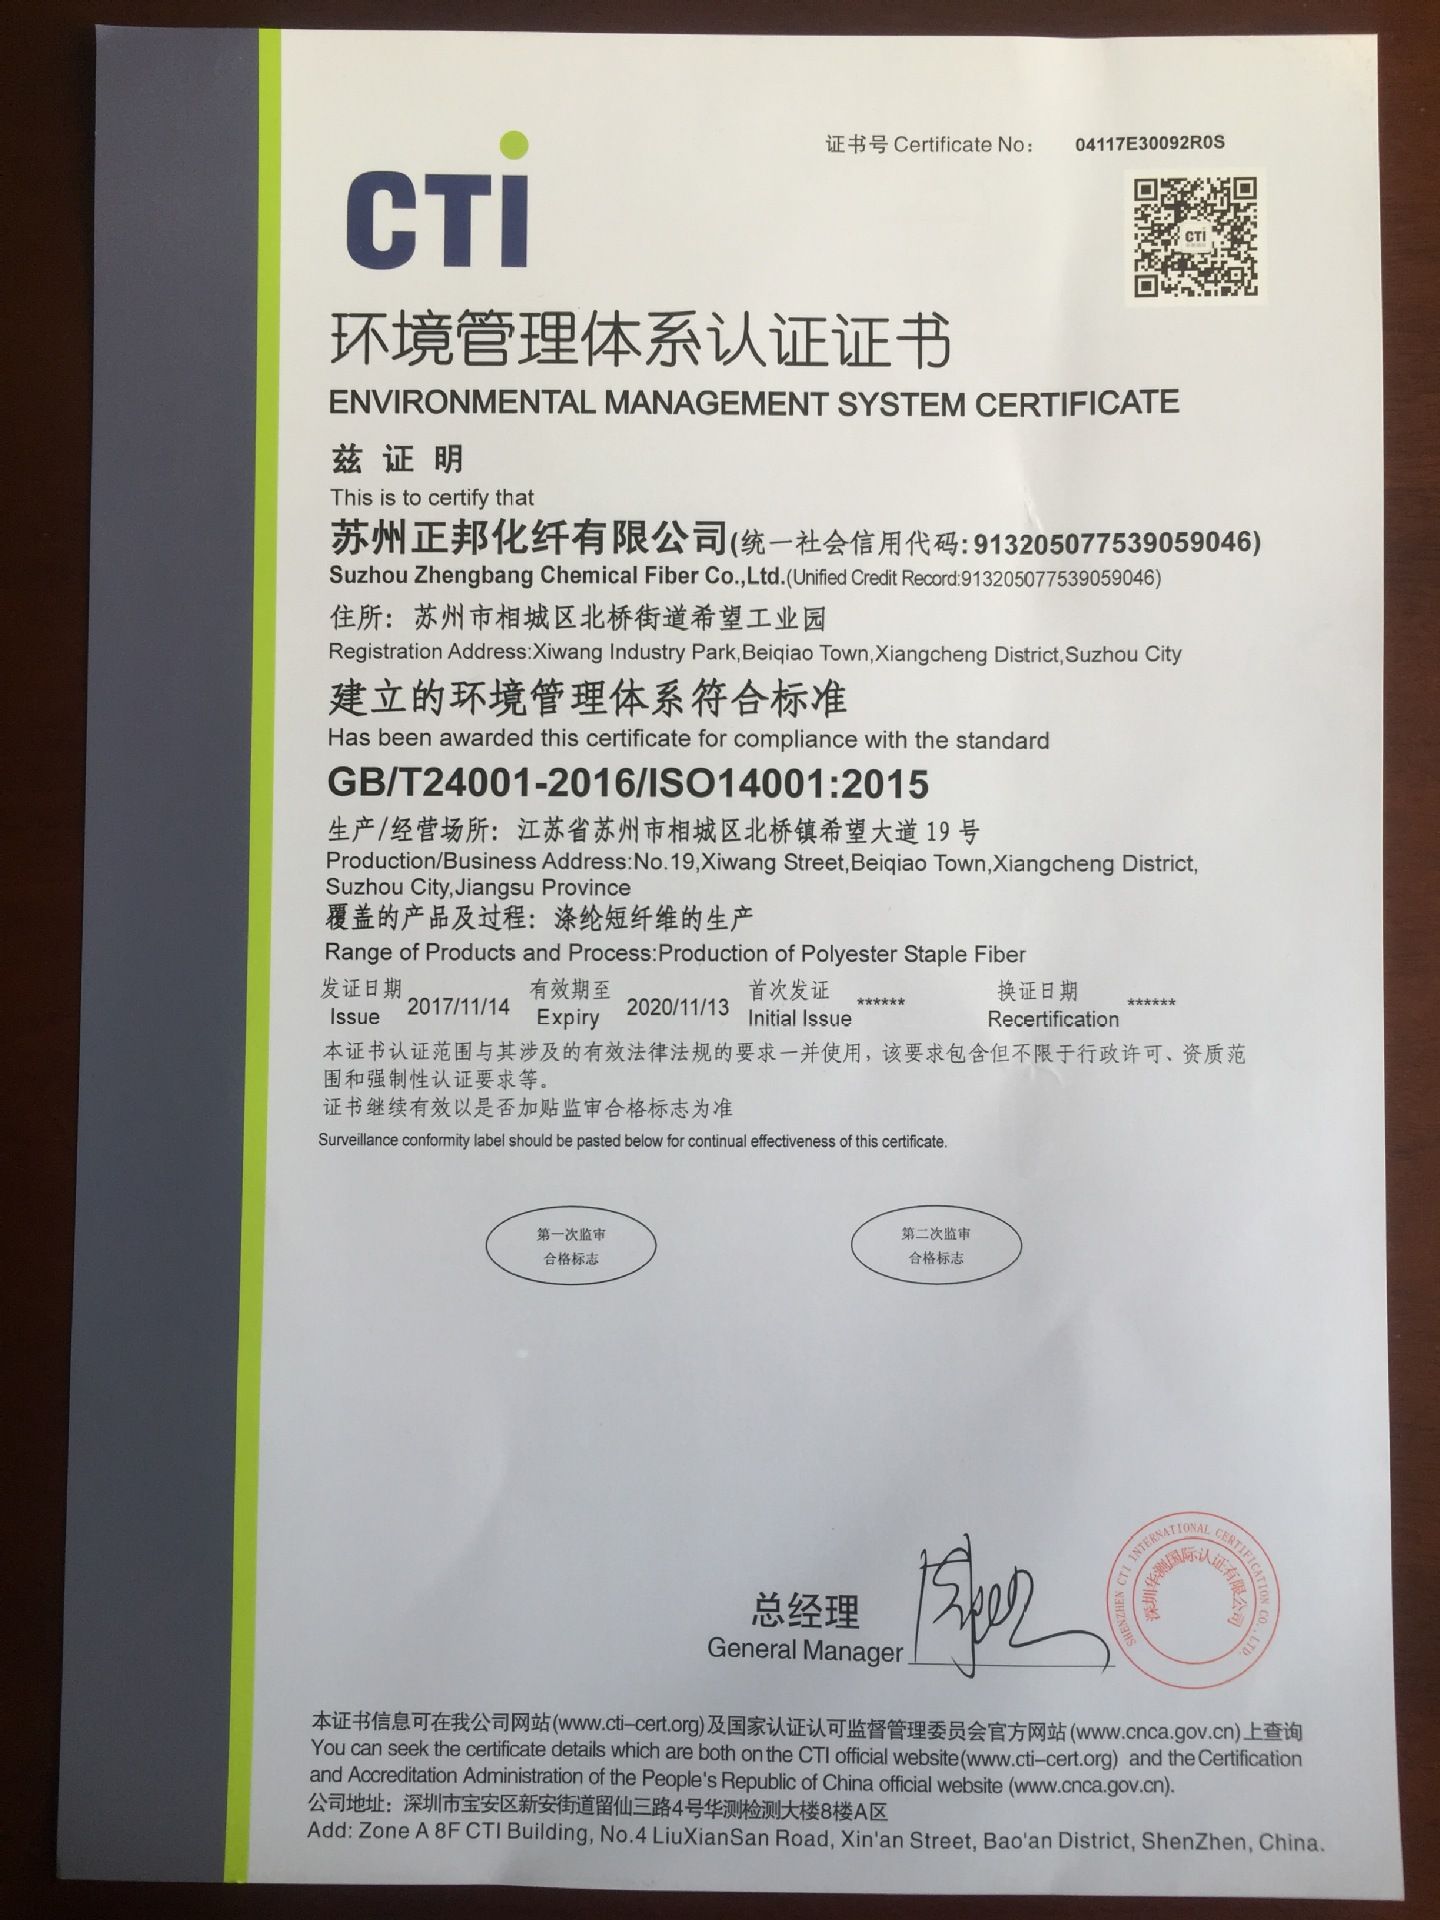 CTI
证书号 Certificate No: 04117E30092R0S
CTI
环境管理体系认证证书
ENVIRONMENTAL MANAGEMENT SYSTEM CERTIFICATE
兹 证 明
This is to certify that
苏州正邦化纤有限公司(统一社会信用代码:913205077539059046)
Suzhou Zhengbang Chemical Fiber Co.,Ltd.(Unified Credit Record:913205077539059046)
住所: 苏州市相城区北桥街道希望工业园
Registration Address:Xiwang Industry Park,Beiqiao Town,Xiangcheng District,Suzhou City
建立的环境管理体系符合标准
Has been awarded this certificate for compliance with the standard
GB/T24001-2016/ISO14001:2015
生产/经营场所: 江苏省苏州市相城区北桥镇希望大道 19 号
Production/Business Address:No.19,Xiwang Street,Beiqiao Town,Xiangcheng District,
Suzhou City,Jiangsu Province
覆盖的产品及过程: 涤纶短纤维的生产
Range of Products and Process:Production of Polyester Staple Fiber
发证日期 2017/11/14 有效期至 2020/11/13 首次发证 ****** 换证日期 ******
Issue Expiry Initial Issue Recertification
本证书认证范围与其涉及的有效法律法规的要求一并使用，该要求包含但不限于行政许可、资质范
围和强制性认证要求等。
证书继续有效以是否加贴监审合格标志为准
Surveillance conformity label should be pasted below for continual effectiveness of this certificate.
第一次监审
合格标志
第二次监审
合格标志
总经理
General Manager
SHENZHEN CTI INTERNATIONAL CERTIFICATION CO., LTD.
深圳华测国际认证有限公司
本证书信息可在我公司网站(www.cti-cert.org)及国家认证认可监督管理委员会官方网站(www.cnca.gov.cn)上查询
You can seek the certificate details which are both on the CTI official website(www.cti-cert.org) and the Certification
and Accreditation Administration of the People's Republic of China official website (www.cnca.gov.cn).
公司地址: 深圳市宝安区新安街道留仙三路4号华测检测大楼8楼A区
Add: Zone A 8F CTI Building, No.4 LiuXianSan Road, Xin'an Street, Bao'an District, ShenZhen, China.